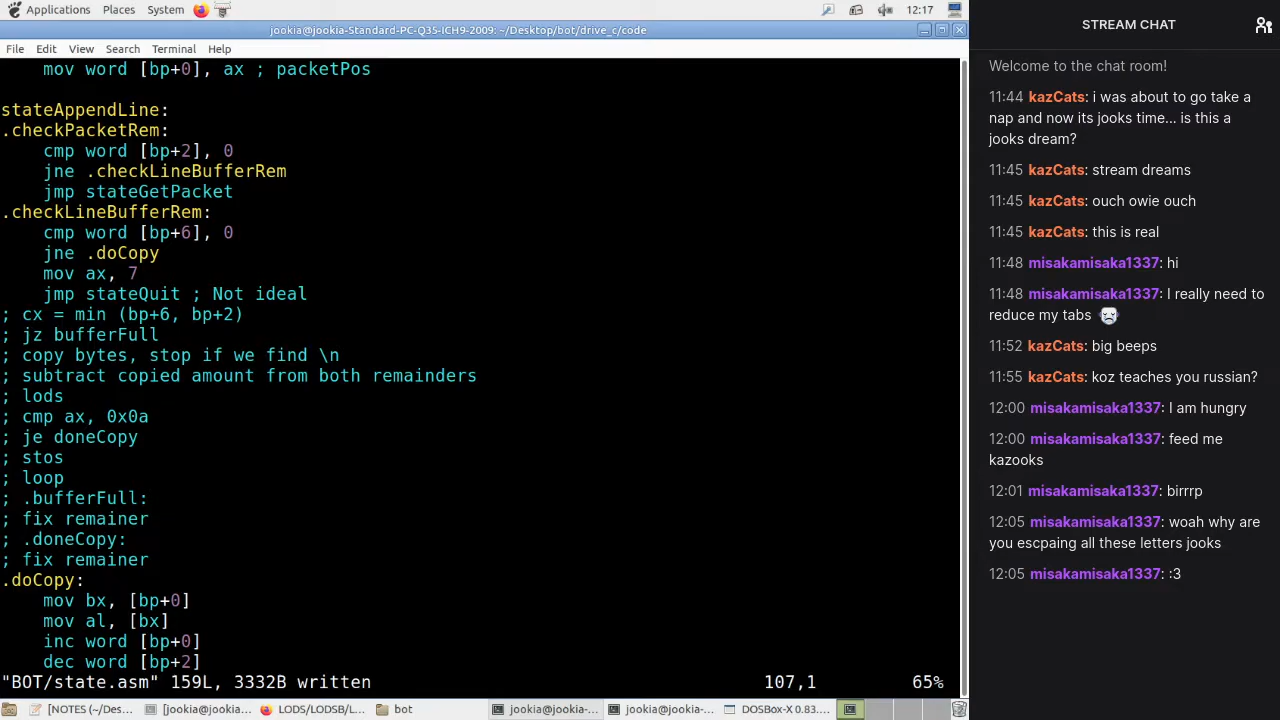 Applications Places System 12:17
jookia@jookia-Standard-PC-Q35-ICH9-2009: ~/Desktop/bot/drive_c/code
File Edit View Search Terminal Help
mov word [bp+0], ax ; packetPos
stateAppendLine:
.checkPacketRem:
cmp word [bp+2], 0
jne .checkLineBufferRem
jmp stateGetPacket
.checkLineBufferRem:
cmp word [bp+6], 0
jne .doCopy
mov ax, 7
jmp stateQuit ; Not ideal
; cx = min (bp+6, bp+2)
; jz bufferFull
; copy bytes, stop if we find \n
; subtract copied amount from both remainders
; lods
; cmp ax, 0x0a
; je doneCopy
; stos
; loop
; .bufferFull:
; fix remainer
; .doneCopy:
; fix remainer
.doCopy:
mov bx, [bp+0]
mov al, [bx]
inc word [bp+0]
dec word [bp+2]
"BOT/state.asm" 159L, 3332B written 107,1 65%
[NOTES (~/Des... [jookia@jookia... LODS/LODSB/L... bot jookia@jookia-... jookia@jookia-... DOSBox-X 0.83....
STREAM CHAT
Welcome to the chat room!
11:44 kazCats: i was about to go take a
nap and now its jooks time... is this a
jooks dream?
11:45 kazCats: stream dreams
11:45 kazCats: ouch owie ouch
11:45 kazCats: this is real
11:48 misakamisaka1337: hi
11:48 misakamisaka1337: I really need to
reduce my tabs
11:52 kazCats: big beeps
11:55 kazCats: koz teaches you russian?
12:00 misakamisaka1337: I am hungry
12:00 misakamisaka1337: feed me
kazooks
12:01 misakamisaka1337: birrrp
12:05 misakamisaka1337: woah why are
you escpaing all these letters jooks
12:05 misakamisaka1337: :3